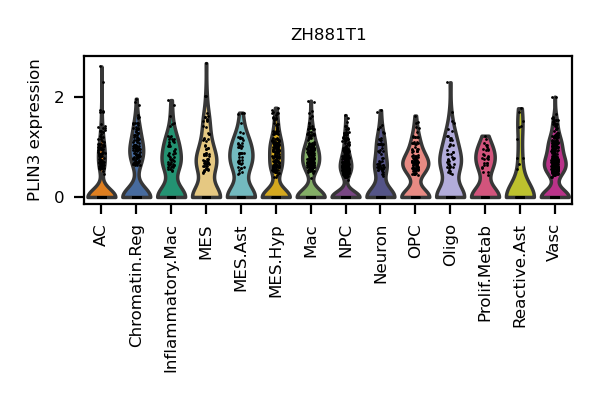 ZH881T1
PLIN3 expression
2
0
AC
Chromatin.Reg
Inflammatory.Mac
MES
MES.Ast
MES.Hyp
Mac
NPC
Neuron
OPC
Oligo
Prolif.Metab
Reactive.Ast
Vasc